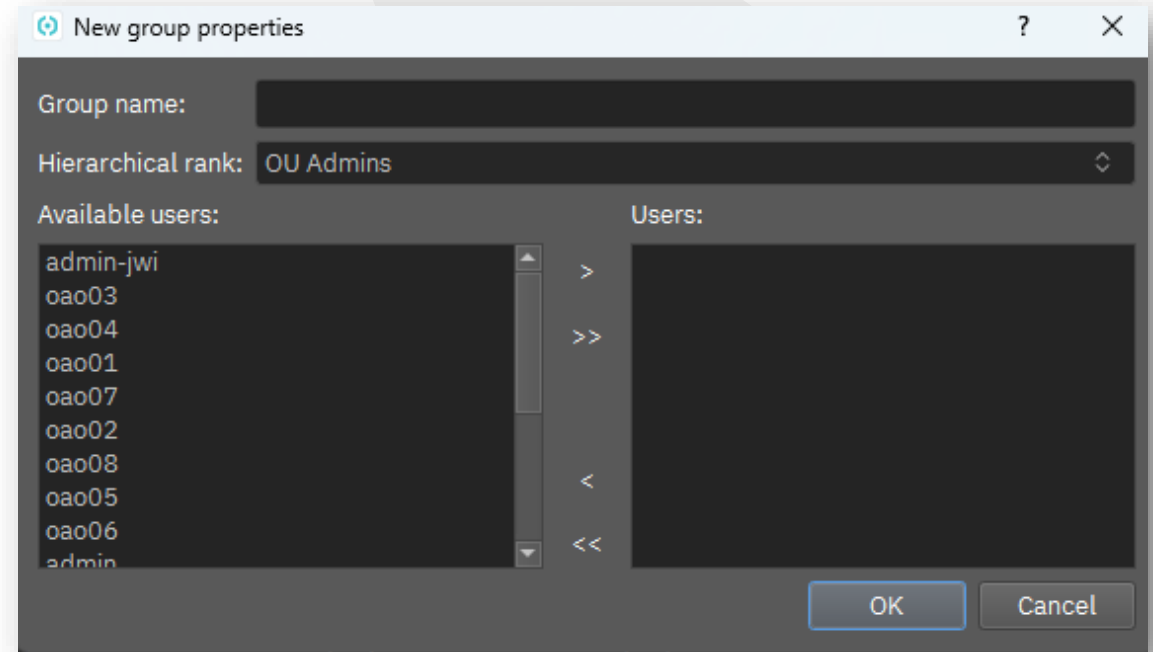 New group properties
?
Group name:
Hierarchical rank: OU Admins
Available users:
Users:
admin-jwi
oao03
oao04
oao01
oao07
oao02
oao08
oao05
oao06
admin
>
>>
<
<<
OK
Cancel